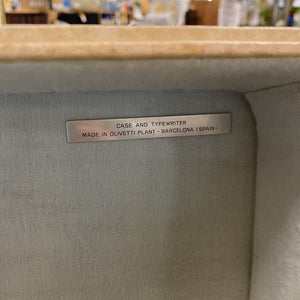 CASE AND TYPEWRITER
MADE IN OLIVETTI PLANT - BARCELONA (SPAIN)